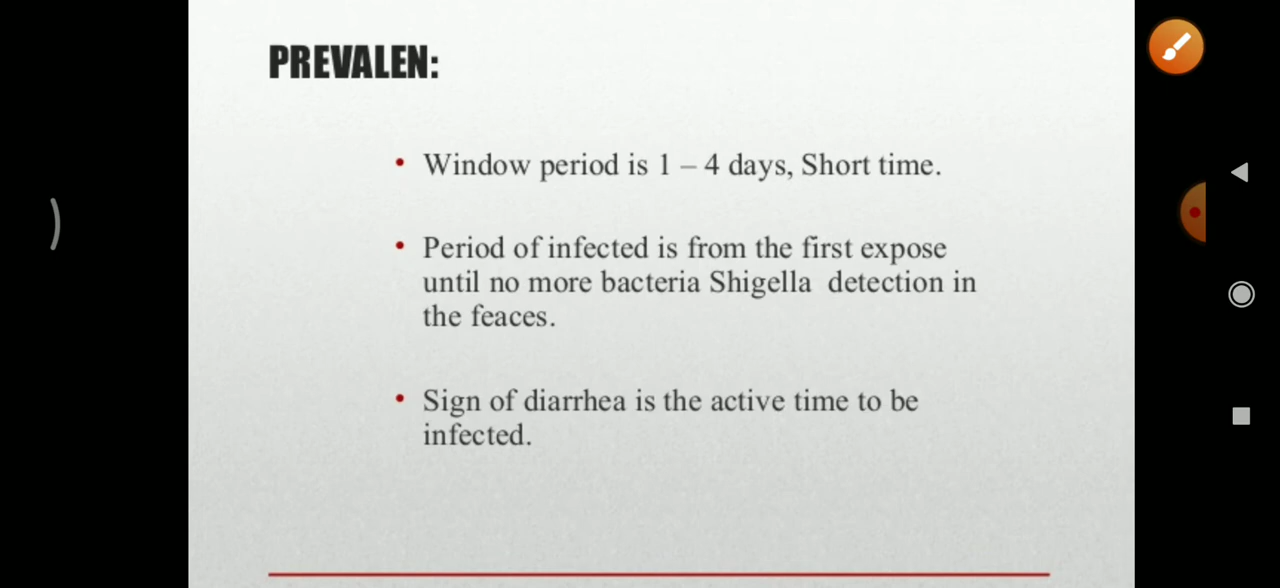 PREVALEN:
• Window period is 1 – 4 days, Short time.
• Period of infected is from the first expose
until no more bacteria Shigella  detection in
the feaces.
• Sign of diarrhea is the active time to be
infected.